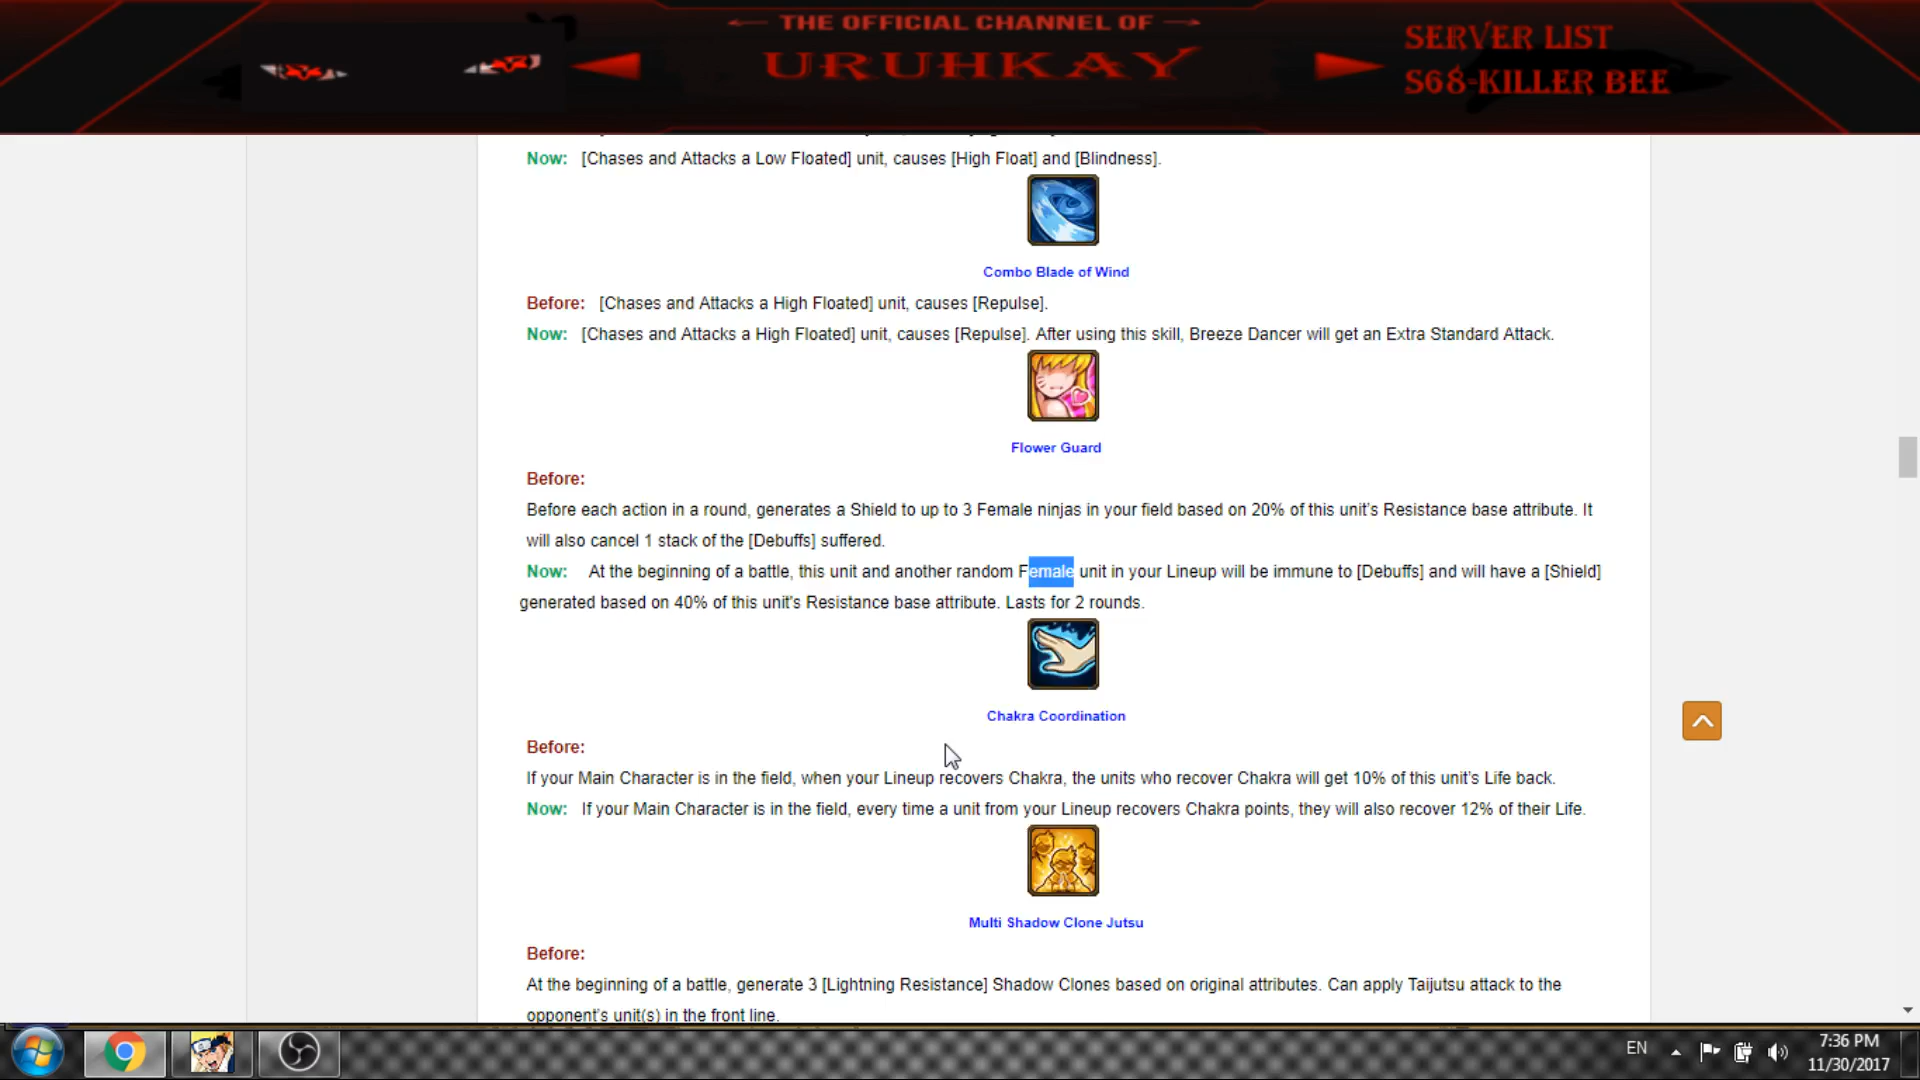 THE OFFICIAL CHANNEL OF
URUHKAY
SERVER LIST
S68-KILLER BEE
Now: [Chases and Attacks a Low Floated] unit, causes [High Float] and [Blindness].
Combo Blade of Wind
Before: [Chases and Attacks a High Floated] unit, causes [Repulse].
Now: [Chases and Attacks a High Floated] unit, causes [Repulse]. After using this skill, Breeze Dancer will get an Extra Standard Attack.
Flower Guard
Before:
Before each action in a round, generates a Shield to up to 3 Female ninjas in your field based on 20% of this unit's Resistance base attribute. It
will also cancel 1 stack of the [Debuffs] suffered.
Now: At the beginning of a battle, this unit and another random Female unit in your Lineup will be immune to [Debuffs] and will have a [Shield]
generated based on 40% of this unit's Resistance base attribute. Lasts for 2 rounds.
Chakra Coordination
Before:
If your Main Character is in the field, when your Lineup recovers Chakra, the units who recover Chakra will get 10% of this unit's Life back.
Now: If your Main Character is in the field, every time a unit from your Lineup recovers Chakra points, they will also recover 12% of their Life.
Multi Shadow Clone Jutsu
Before:
At the beginning of a battle, generate 3 [Lightning Resistance] Shadow Clones based on original attributes. Can apply Taijutsu attack to the
opponent's unit(s) in the front line.
EN
7:36 PM
11/30/2017